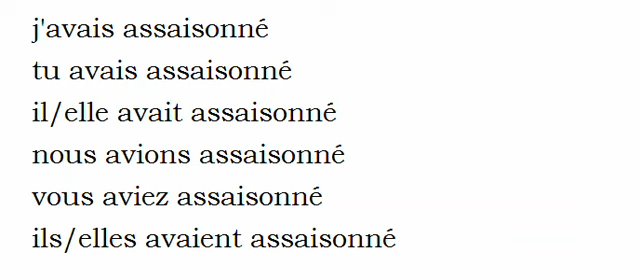 j'avais assaisonné
tu avais assaisonné
il/elle avait assaisonné
nous avions assaisonné
vous aviez assaisonné
ils/elles avaient assaisonné